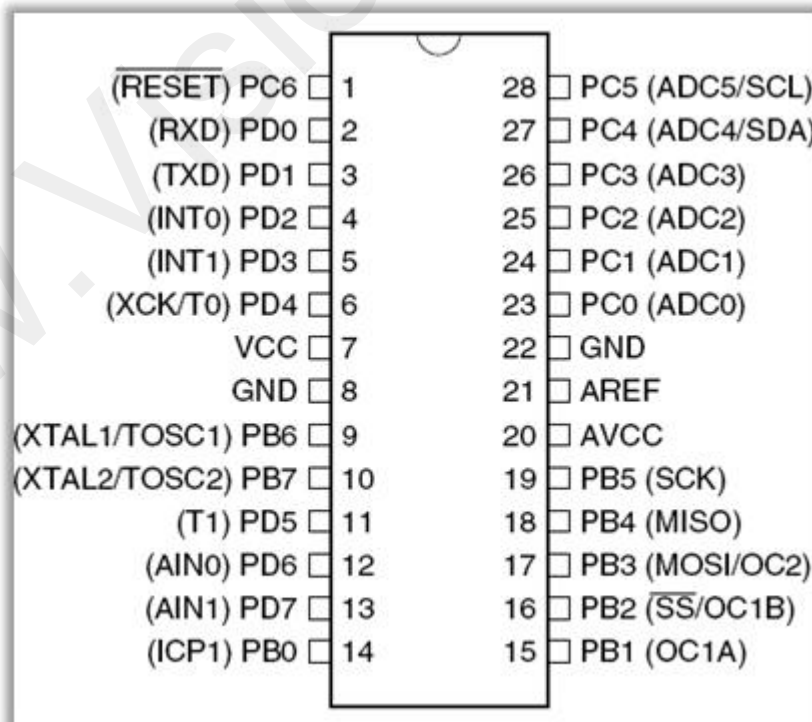 (RESET) PC6 1 28 PC5 (ADC5/SCL)
(RXD) PD0 2 27 PC4 (ADC4/SDA)
(TXD) PD1 3 26 PC3 (ADC3)
(INT0) PD2 4 25 PC2 (ADC2)
(INT1) PD3 5 24 PC1 (ADC1)
(XCK/T0) PD4 6 23 PC0 (ADC0)
VCC 7 22 GND
GND 8 21 AREF
(XTAL1/TOSC1) PB6 9 20 AVCC
(XTAL2/TOSC2) PB7 10 19 PB5 (SCK)
(T1) PD5 11 18 PB4 (MISO)
(AIN0) PD6 12 17 PB3 (MOSI/OC2)
(AIN1) PD7 13 16 PB2 (SS/OC1B)
(ICP1) PB0 14 15 PB1 (OC1A)